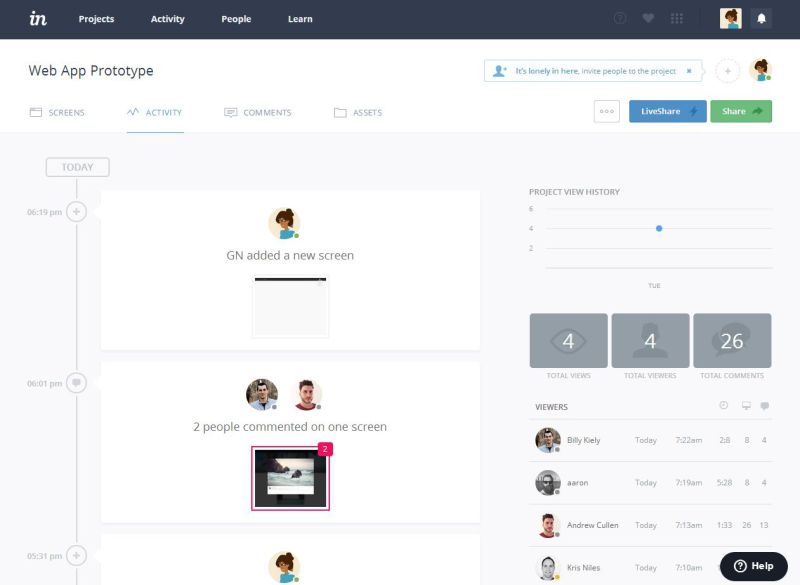 in Projects Activity People Learn
Web App Prototype
It's lonely in here, invite people to the project ×
SCREENS ACTIVITY COMMENTS ASSETS
LiveShare Share
TODAY
06:19 pm
GN added a new screen
06:01 pm
2 people commented on one screen
2
05:31 pm
PROJECT VIEW HISTORY
6
4
2
TUE
4 4 26
TOTAL VIEWS TOTAL VIEWERS TOTAL COMMENTS
VIEWERS
Billy Kiely Today 7:22am 2:8 8 4
aaron Today 7:19am 5:28 8 4
Andrew Cullen Today 7:13am 1:33 26 13
Kris Niles Today 7:10am
Help